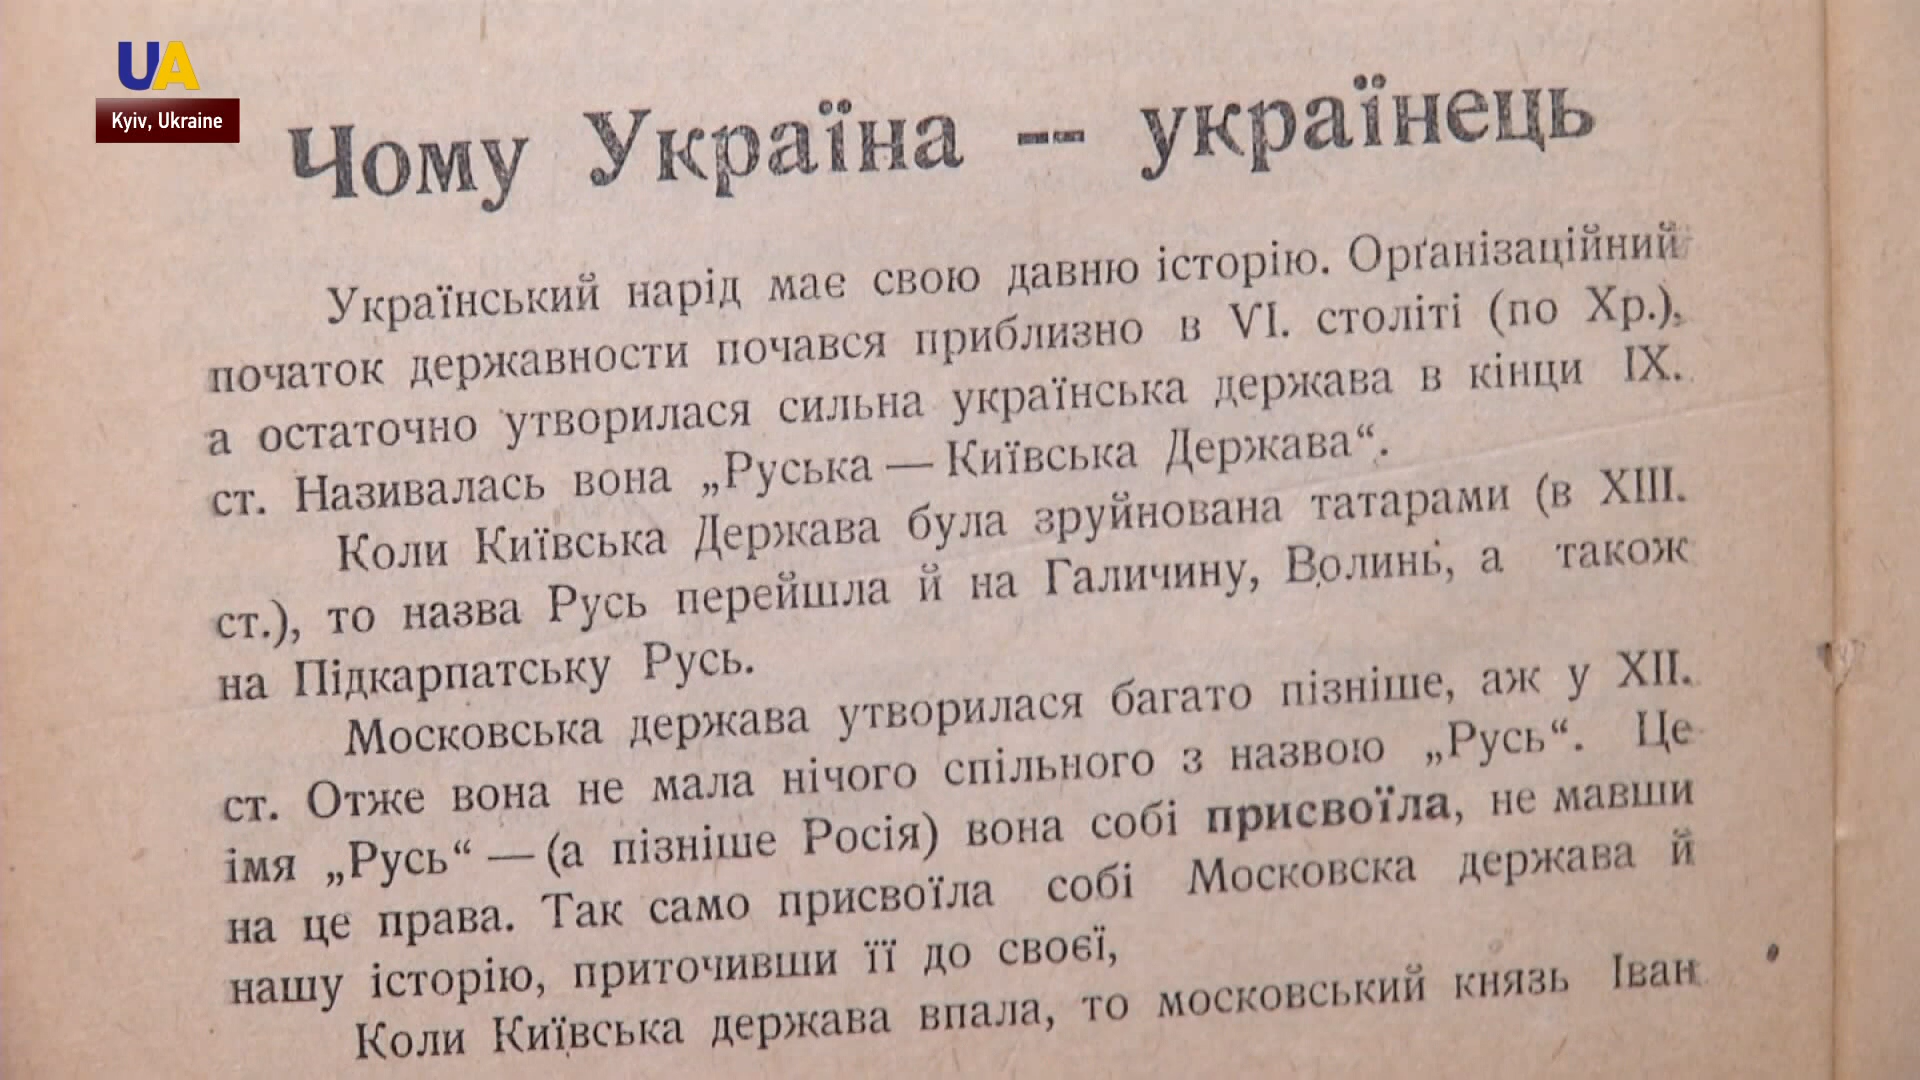 UA
Kyiv, Ukraine
Чому Україна -- українець
Український нарід має свою давню історію. Орґанізаційний
початок державности почався приблизно в VI. століті (по Хр.),
а остаточно утворилася сильна українська держава в кінци IX.
ст. Називалась вона „Руська — Київська Держава“.
Коли Київська Держава була зруйнована татарами (в XIII.
ст.), то назва Русь перейшла й на Галичину, Волинь, а також
на Підкарпатську Русь.
Московська держава утворилася багато пізніше, аж у XII.
ст. Отже вона не мала нічого спільного з назвою „Русь“. Це
імя „Русь“ — (а пізніше Росія) вона собі присвоїла, не мавши
на це права. Так само присвоїла собі Московска держава й
нашу історію, приточивши її до своєї,
Коли Київська держава впала, то московський князь Іван